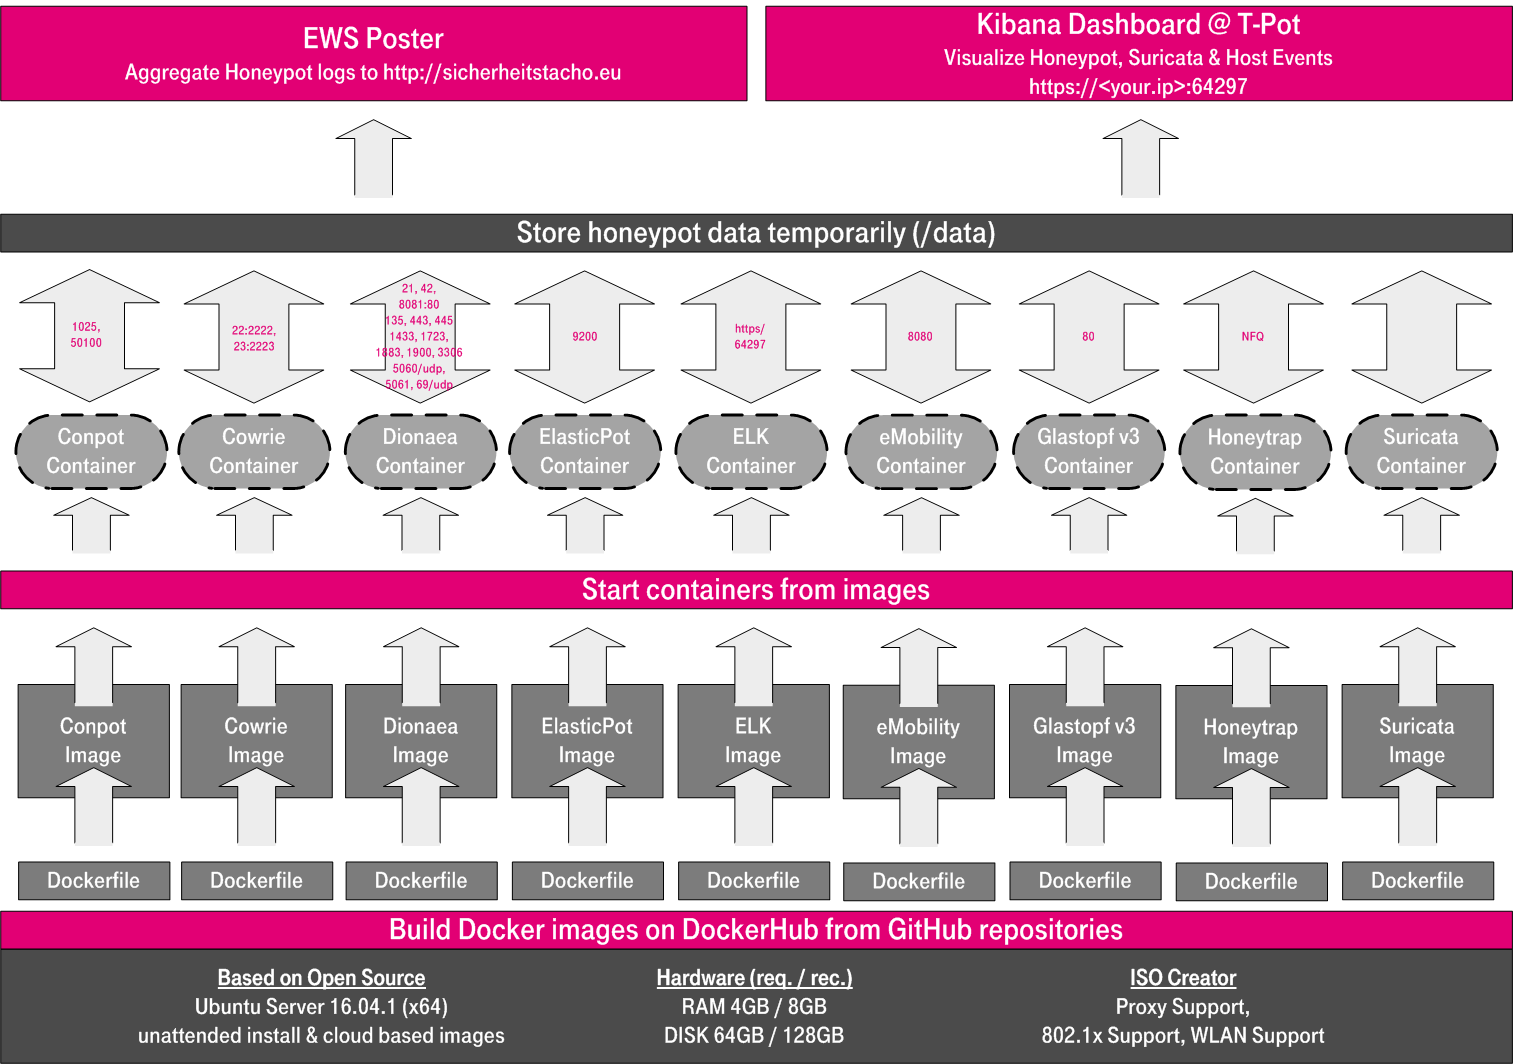 EWS Poster
Aggregate Honeypot logs to http://sicherheitstacho.eu
Kibana Dashboard @ T-Pot
Visualize Honeypot, Suricata & Host Events
https://<your.ip>:64297
Store honeypot data temporarily (/data)
1025,
50100
22:2222,
23:2223
21, 42,
8081:80
135, 443, 445
1433, 1723,
1883, 1900, 3306
5060/udp,
5061, 69/udp
9200
https/
64297
8080
80
NFQ
Conpot
Container
Cowrie
Container
Dionaea
Container
ElasticPot
Container
ELK
Container
eMobility
Container
Glastopf v3
Container
Honeytrap
Container
Suricata
Container
Start containers from images
Conpot
Image
Cowrie
Image
Dionaea
Image
ElasticPot
Image
ELK
Image
eMobility
Image
Glastopf v3
Image
Honeytrap
Image
Suricata
Image
Dockerfile
Dockerfile
Dockerfile
Dockerfile
Dockerfile
Dockerfile
Dockerfile
Dockerfile
Dockerfile
Build Docker images on DockerHub from GitHub repositories
Based on Open Source
Ubuntu Server 16.04.1 (x64)
unattended install & cloud based images
Hardware (req. / rec.)
RAM 4GB / 8GB
DISK 64GB / 128GB
ISO Creator
Proxy Support,
802.1x Support, WLAN Support